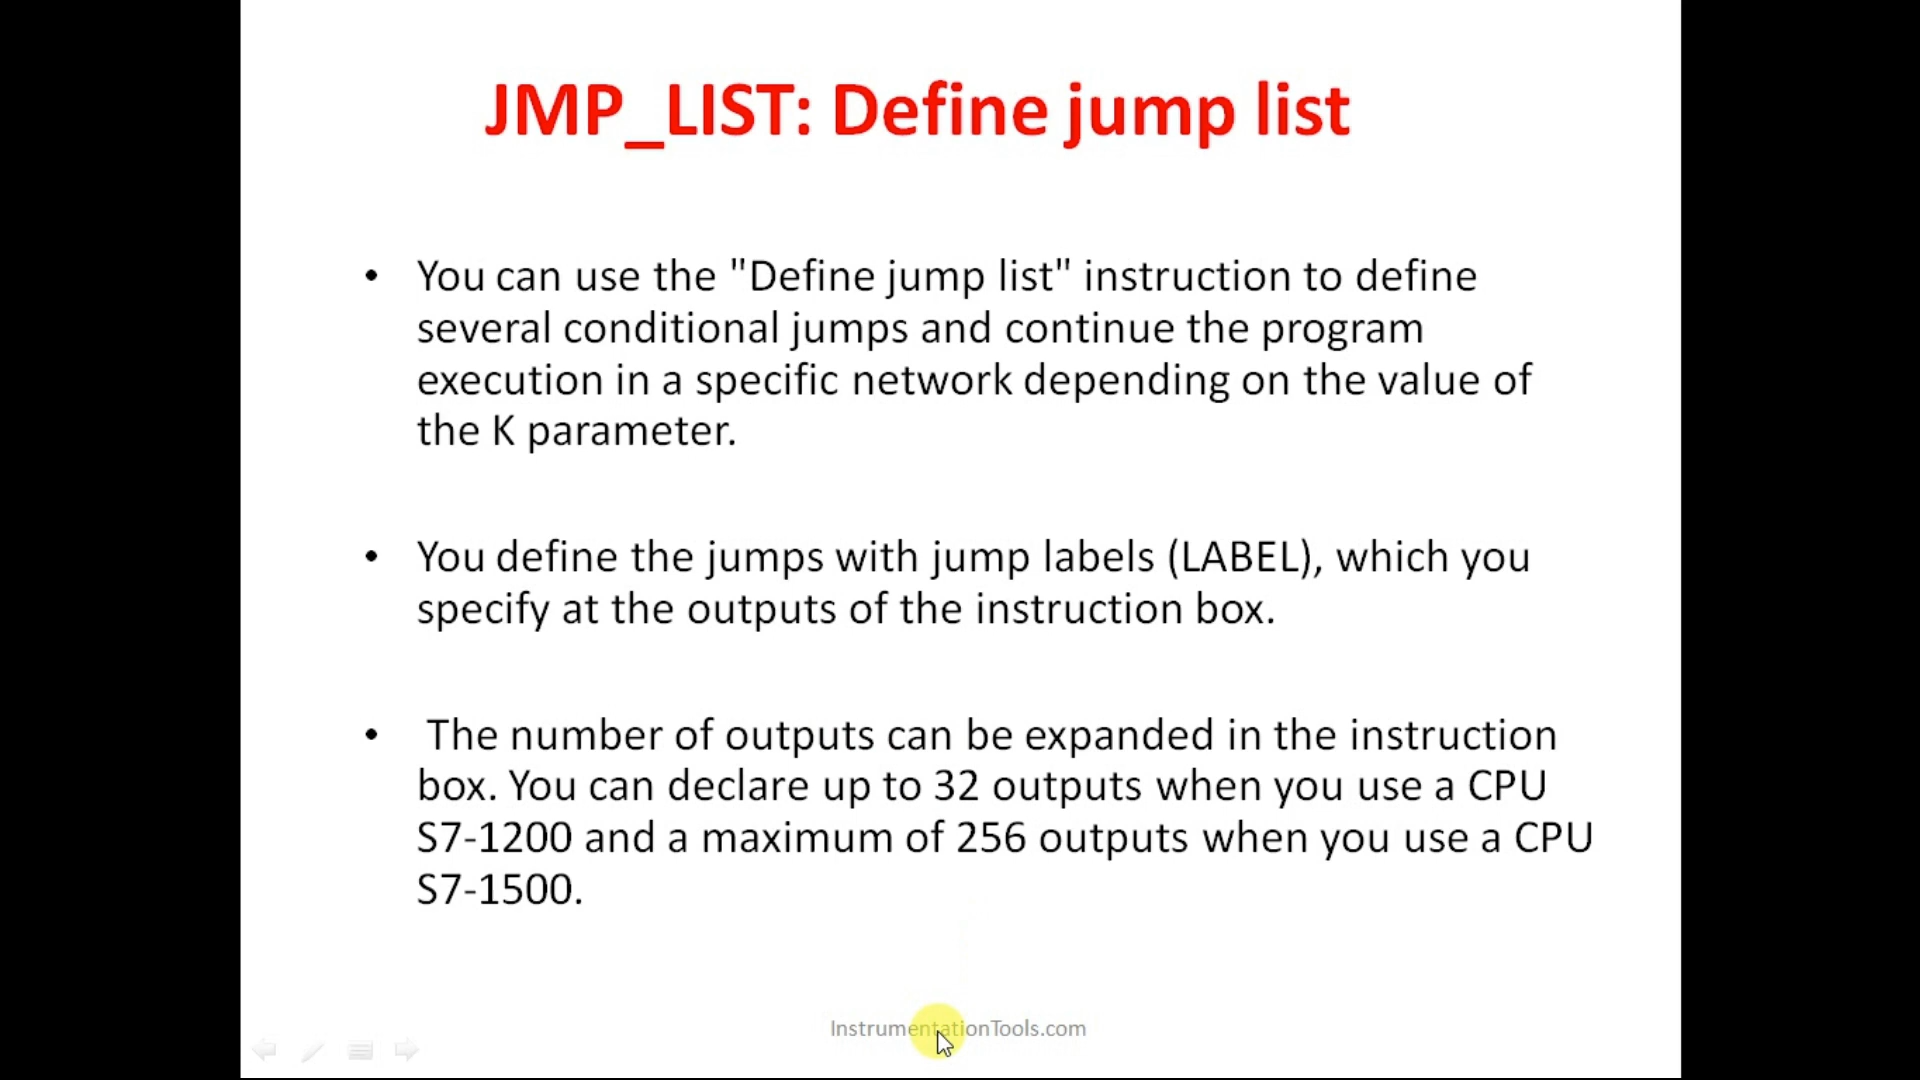 JMP_LIST: Define jump list
• You can use the "Define jump list" instruction to define
several conditional jumps and continue the program
execution in a specific network depending on the value of
the K parameter.
• You define the jumps with jump labels (LABEL), which you
specify at the outputs of the instruction box.
• The number of outputs can be expanded in the instruction
box. You can declare up to 32 outputs when you use a CPU
S7-1200 and a maximum of 256 outputs when you use a CPU
S7-1500.
InstrumentationTools.com